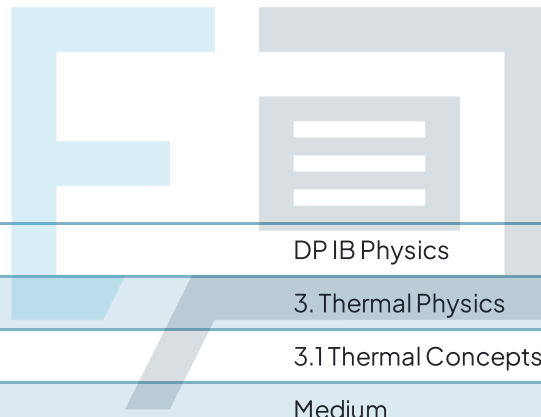 DP IB Physics
3. Thermal Physics
3.1 Thermal Concepts
Medium